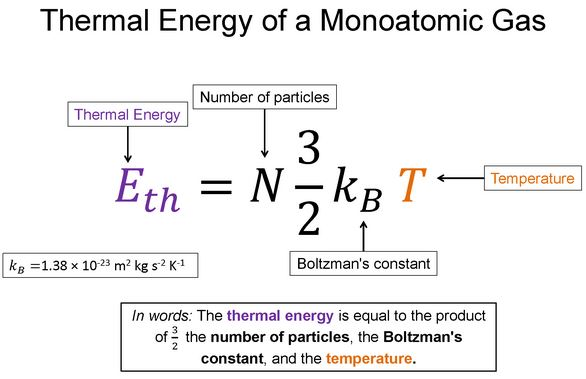 Thermal Energy of a Monoatomic Gas
Number of particles
Thermal Energy
E_th = N 3/2 k_B T
Temperature
k_B =1.38 × 10⁻²³ m² kg s⁻² K⁻¹
Boltzman's constant
In words: The thermal energy is equal to the product
of 3/2 the number of particles, the Boltzman's
constant, and the temperature.